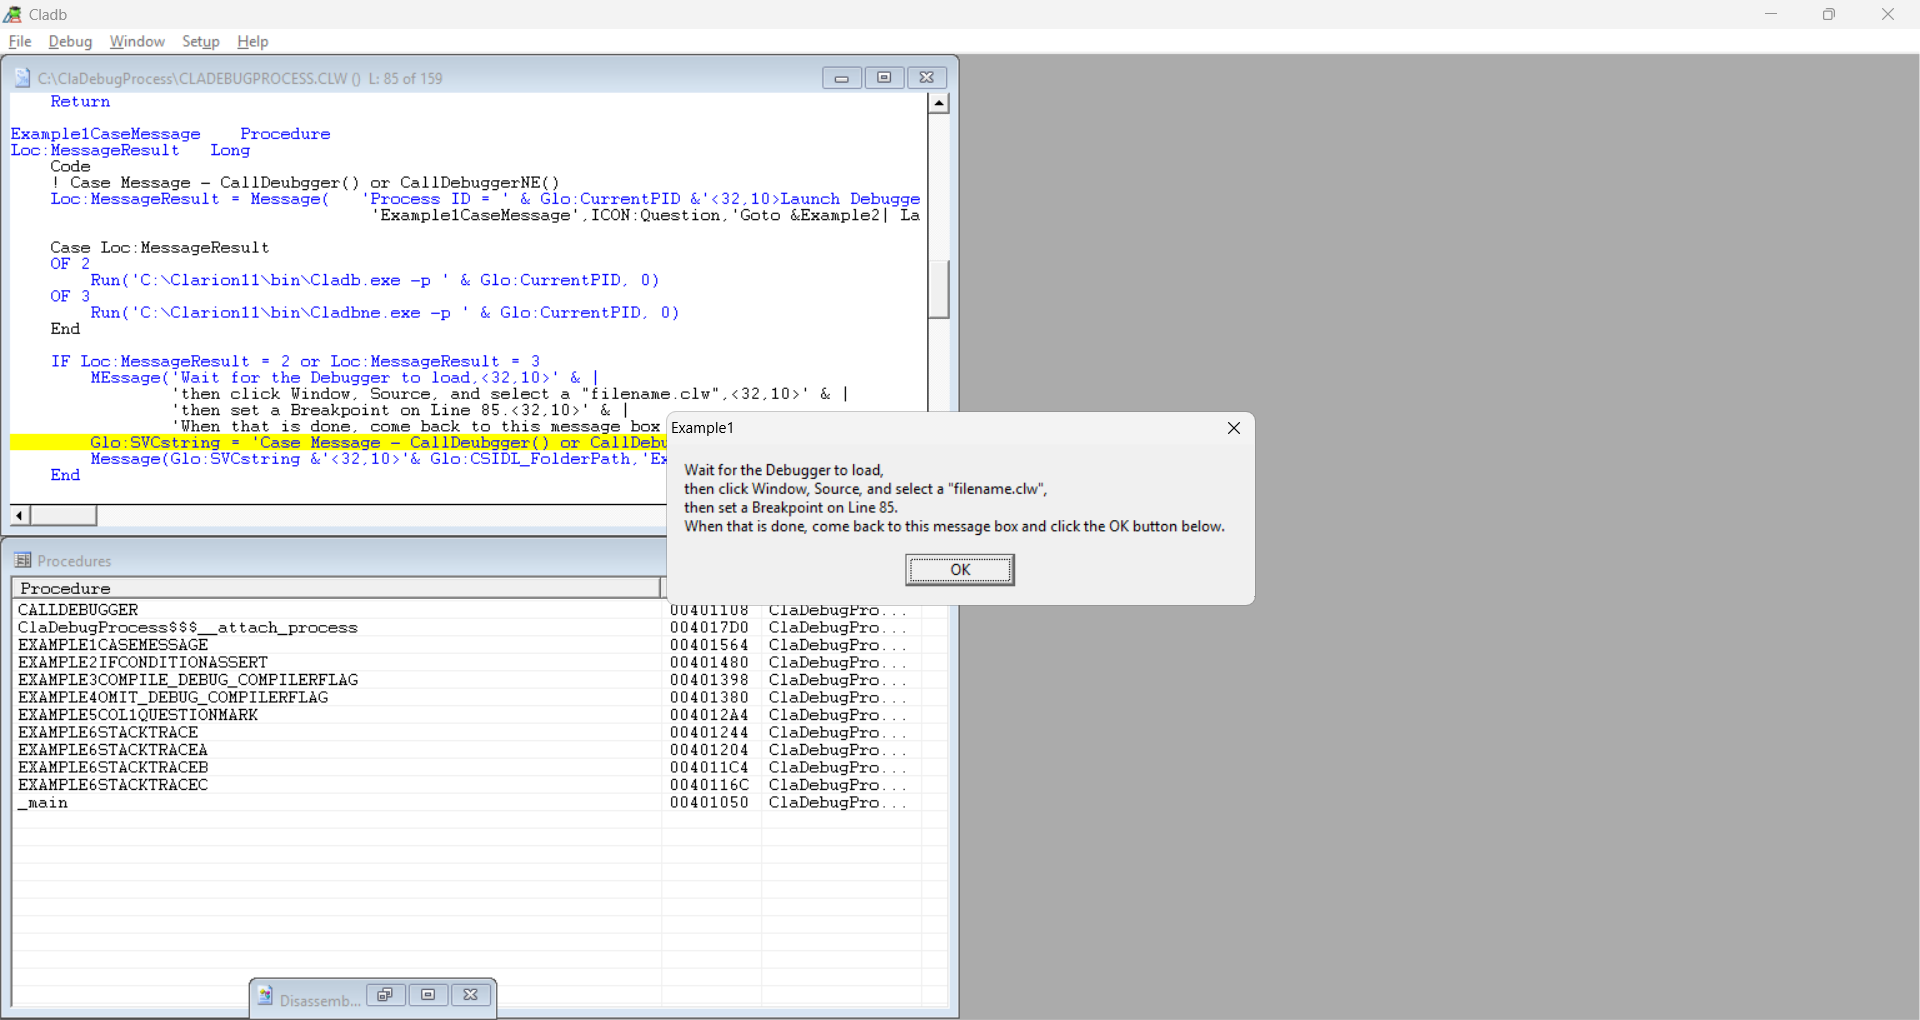 Cladb
File Debug Window Setup Help
C:\ClaDebugProcess\CLADEBUGPROCESS.CLW () L: 85 of 159
Return
Example1CaseMessage Procedure
Loc:MessageResult Long
Code
! Case Message - CallDeubgger() or CallDebuggerNE()
Loc:MessageResult = Message( 'Process ID = ' & Glo:CurrentPID &'<32,10>Launch Debugge
'Example1CaseMessage',ICON:Question,'Goto &Example2| La
Case Loc:MessageResult
OF 2
Run('C:\Clarion11\bin\Cladb.exe -p ' & Glo:CurrentPID, 0)
OF 3
Run('C:\Clarion11\bin\Cladbne.exe -p ' & Glo:CurrentPID, 0)
End
IF Loc:MessageResult = 2 or Loc:MessageResult = 3
MEssage('Wait for the Debugger to load,<32,10>' & |
'then click Window, Source, and select a "filename.clw",<32,10>' & |
'then set a Breakpoint on Line 85.<32,10>' & |
'When that is done, come back to this message box
Glo:SVCstring = 'Case Message - CallDeubgger() or CallDebu
Message(Glo:SVCstring &'<32,10>'& Glo:CSIDL_FolderPath,'Ex
End
Example1
Wait for the Debugger to load,
then click Window, Source, and select a "filename.clw",
then set a Breakpoint on Line 85.
When that is done, come back to this message box and click the OK button below.
OK
Procedures
Procedure
CALLDEBUGGER 00401108 ClaDebugPro...
ClaDebugProcess$$$__attach_process 004017D0 ClaDebugPro...
EXAMPLE1CASEMESSAGE 00401564 ClaDebugPro...
EXAMPLE2IFCONDITIONASSERT 00401480 ClaDebugPro...
EXAMPLE3COMPILE_DEBUG_COMPILERFLAG 00401398 ClaDebugPro...
EXAMPLE4OMIT_DEBUG_COMPILERFLAG 00401380 ClaDebugPro...
EXAMPLE5COL1QUESTIONMARK 004012A4 ClaDebugPro...
EXAMPLE6STACKTRACE 00401244 ClaDebugPro...
EXAMPLE6STACKTRACEA 00401204 ClaDebugPro...
EXAMPLE6STACKTRACEB 004011C4 ClaDebugPro...
EXAMPLE6STACKTRACEC 0040116C ClaDebugPro...
_main 00401050 ClaDebugPro...
Disassemb...